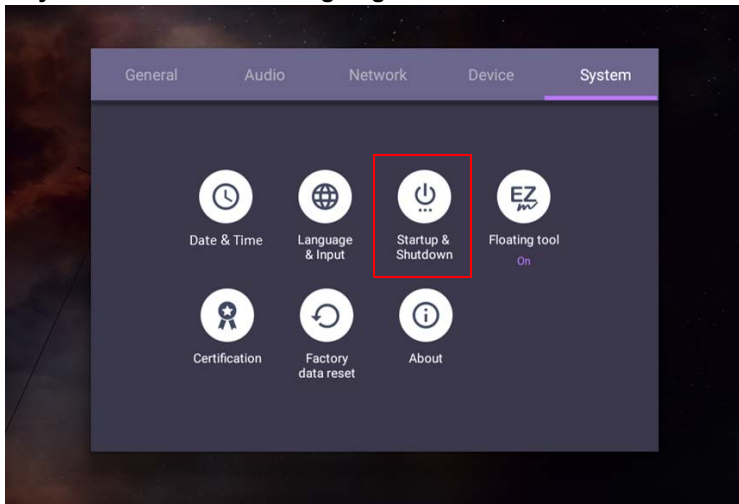 General Audio Network Device System
EZ
Date & Time Language & Input Startup & Shutdown Floating tool
On
Certification Factory data reset About